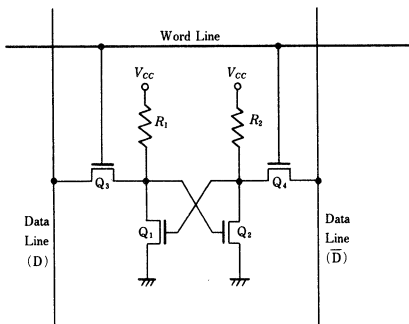 Word Line
V_CC
V_CC
R_1
R_2
Q_3
Q_4
Data
Line
(D)
Q_1
Q_2
Data
Line
(D̅)